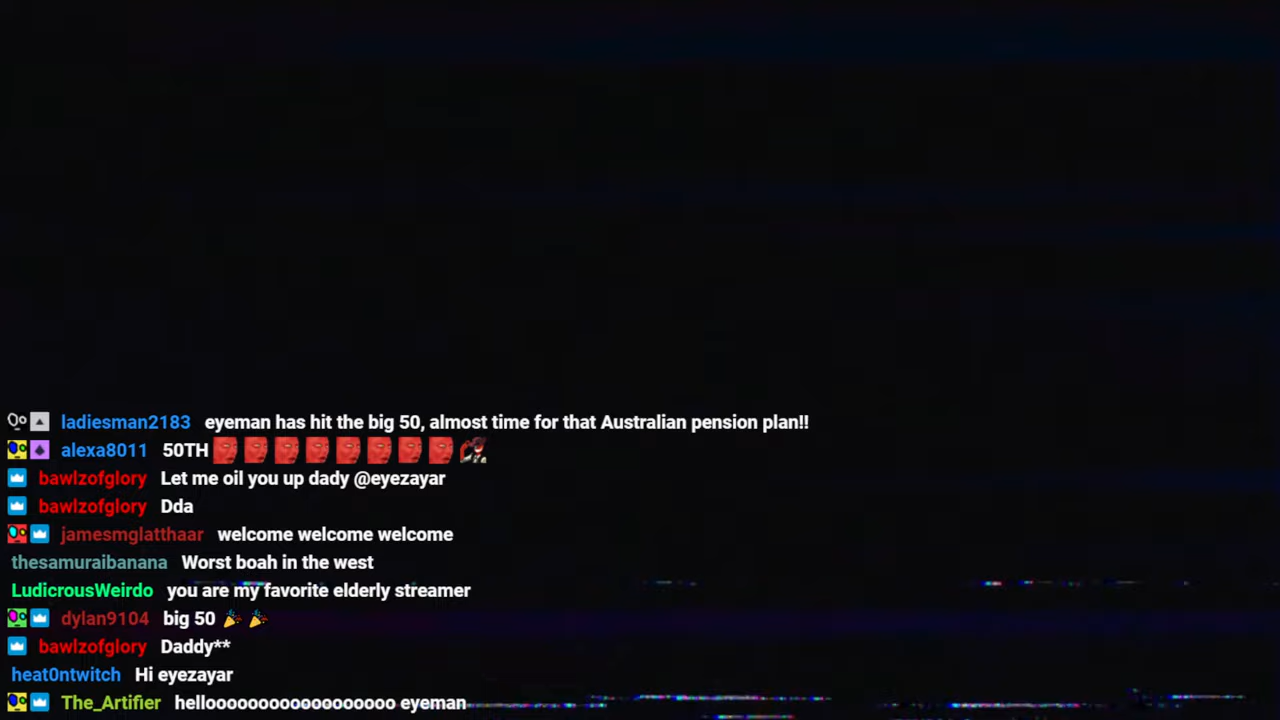 ladiesman2183 eyeman has hit the big 50, almost time for that Australian pension plan!!
alexa8011 50TH
bawlzofglory Let me oil you up dady @eyezayar
bawlzofglory Dda
jamesmglatthaar welcome welcome welcome
thesamuraibanana Worst boah in the west
LudicrousWeirdo you are my favorite elderly streamer
dylan9104 big 50 🎉 🎉
bawlzofglory Daddy**
heat0ntwitch Hi eyezayar
The_Artifier hellooooooooooooooooo eyeman